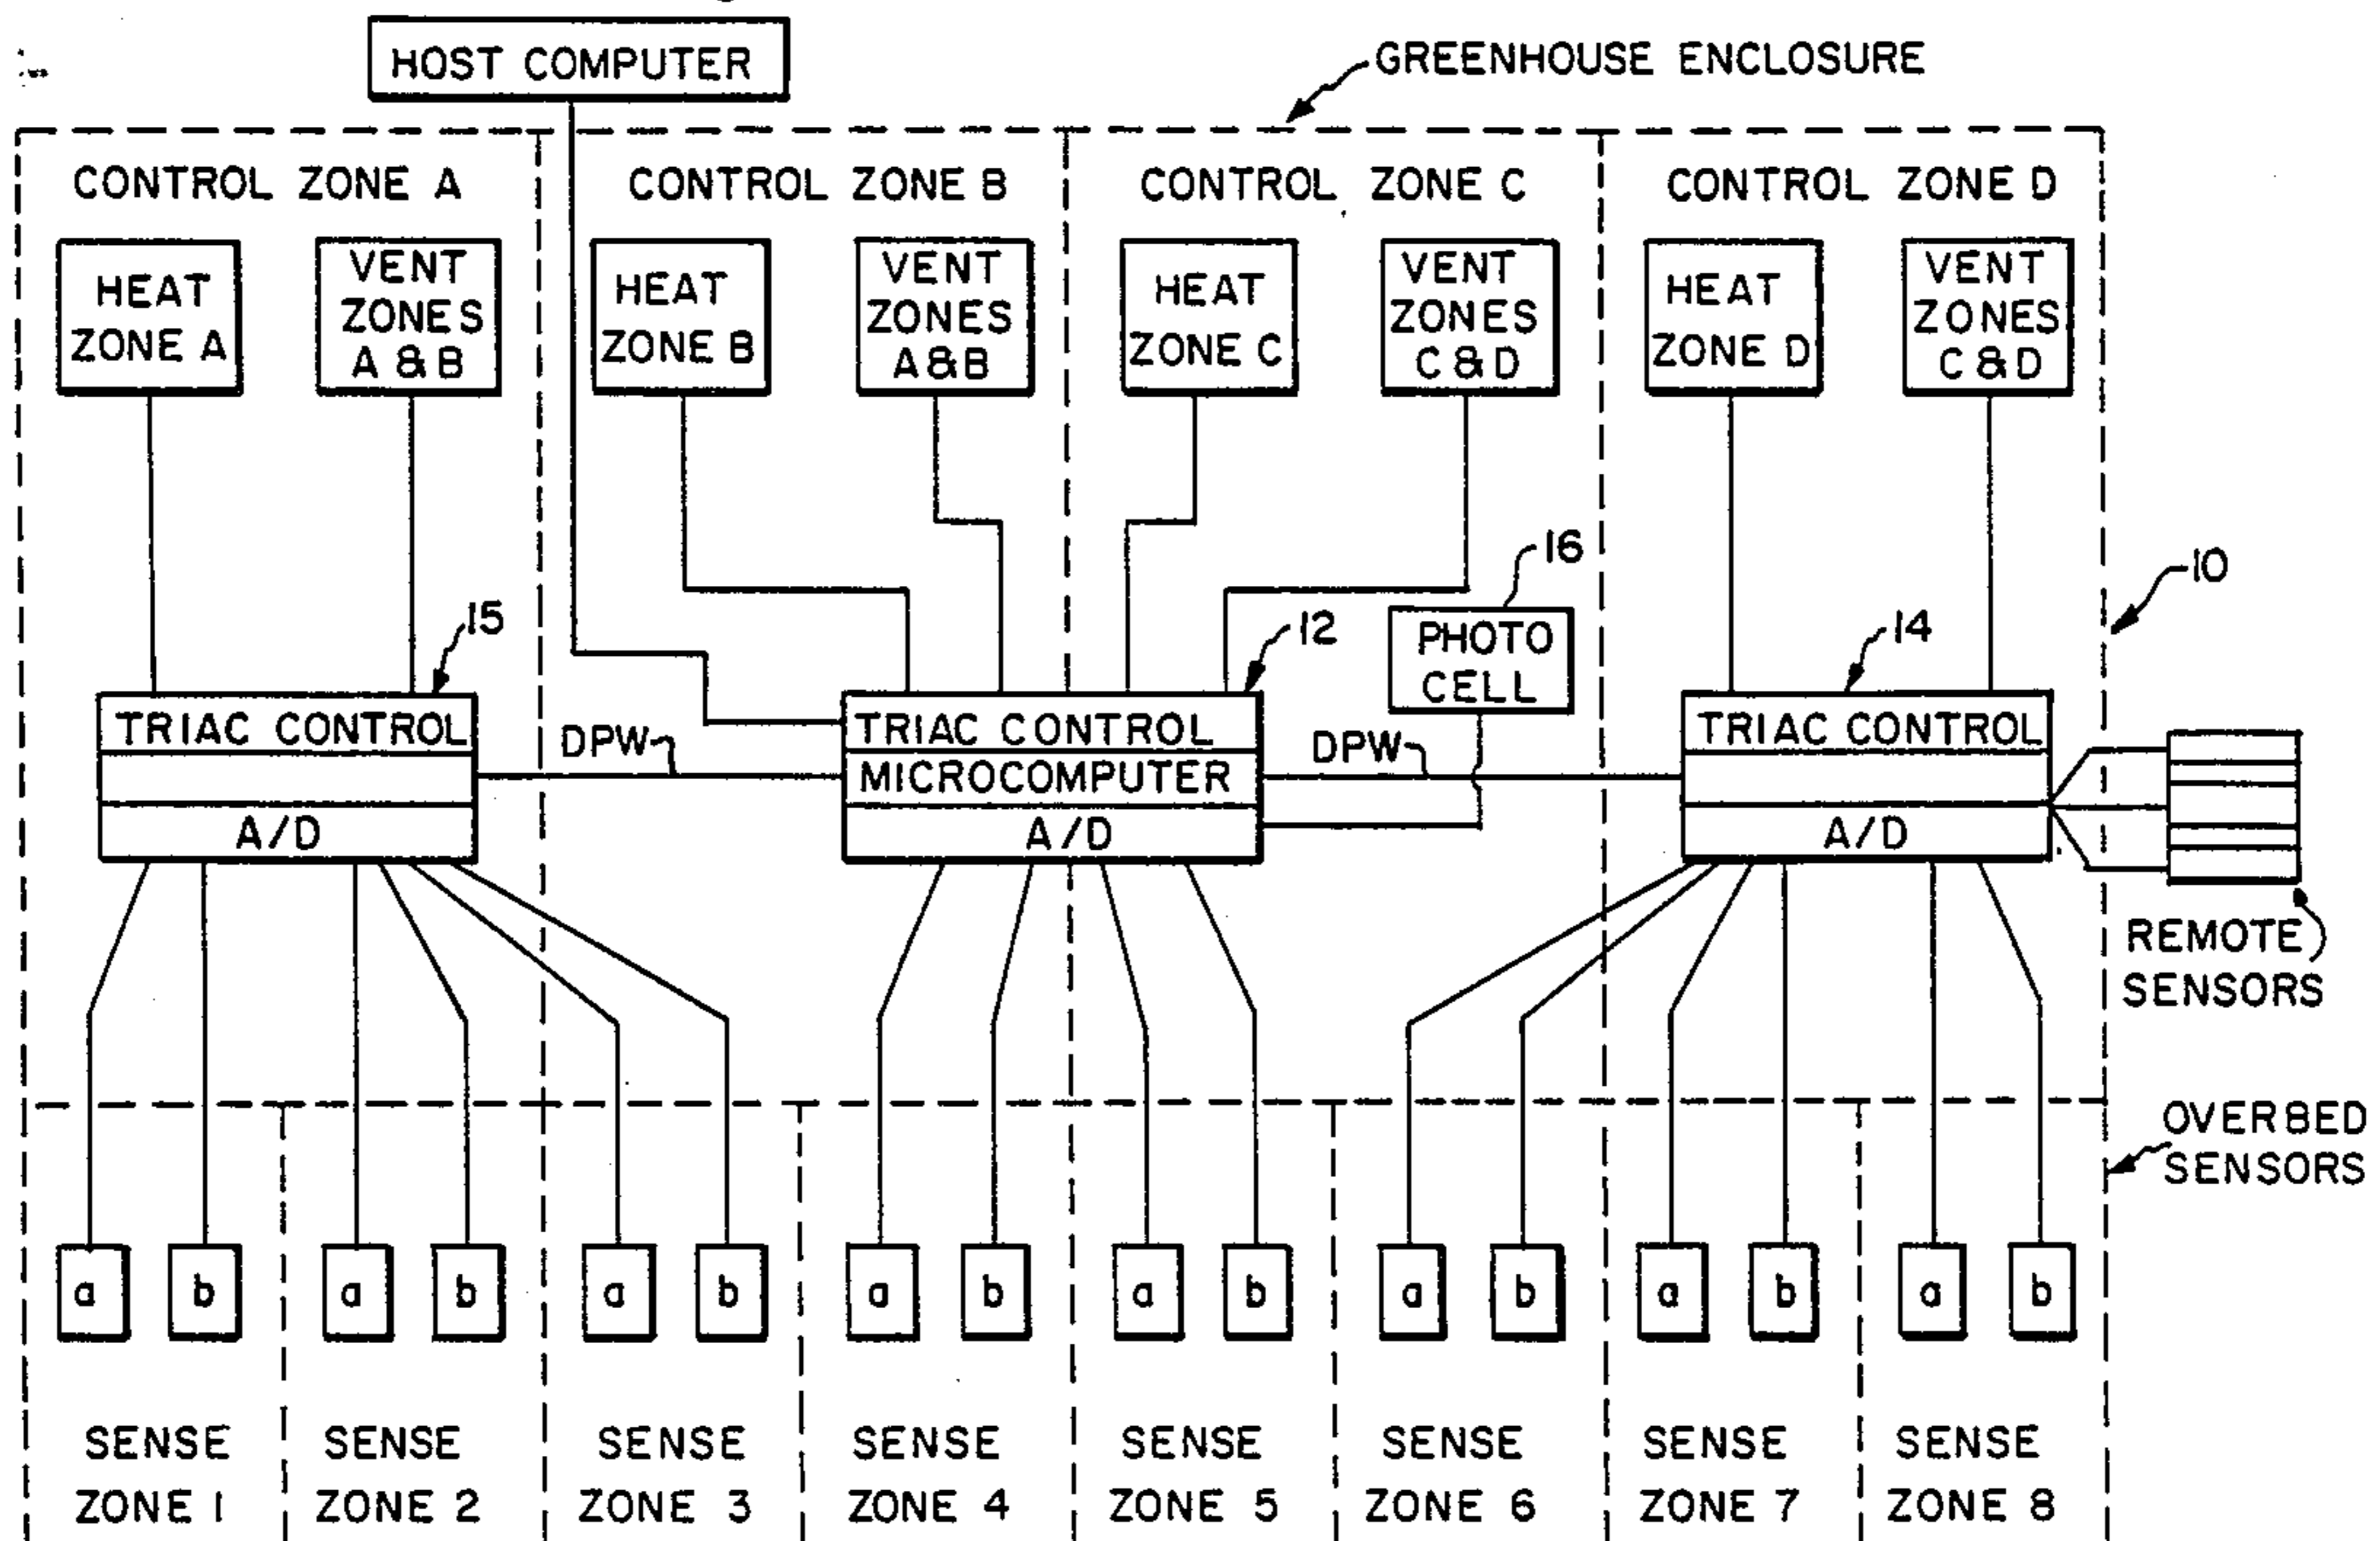 HOST COMPUTER
GREENHOUSE ENCLOSURE
CONTROL ZONE A
CONTROL ZONE B
CONTROL ZONE C
CONTROL ZONE D
HEAT
ZONE A
VENT
ZONES
A & B
HEAT
ZONE B
VENT
ZONES
A&B
HEAT
ZONE C
VENT
ZONES
C & D
HEAT
ZONE D
VENT
ZONES
C & D
16
10
15
12
PHOTO
CELL
14
TRIAC CONTROL
A/D
DPW
TRIAC CONTROL
MICROCOMPUTER
A/D
DPW
TRIAC CONTROL
A/D
REMOTE
SENSORS
OVERBED
SENSORS
a
b
a
b
a
b
a
b
a
b
a
b
a
b
a
b
SENSE
ZONE 1
SENSE
ZONE 2
SENSE
ZONE 3
SENSE
ZONE 4
SENSE
ZONE 5
SENSE
ZONE 6
SENSE
ZONE 7
SENSE
ZONE 8